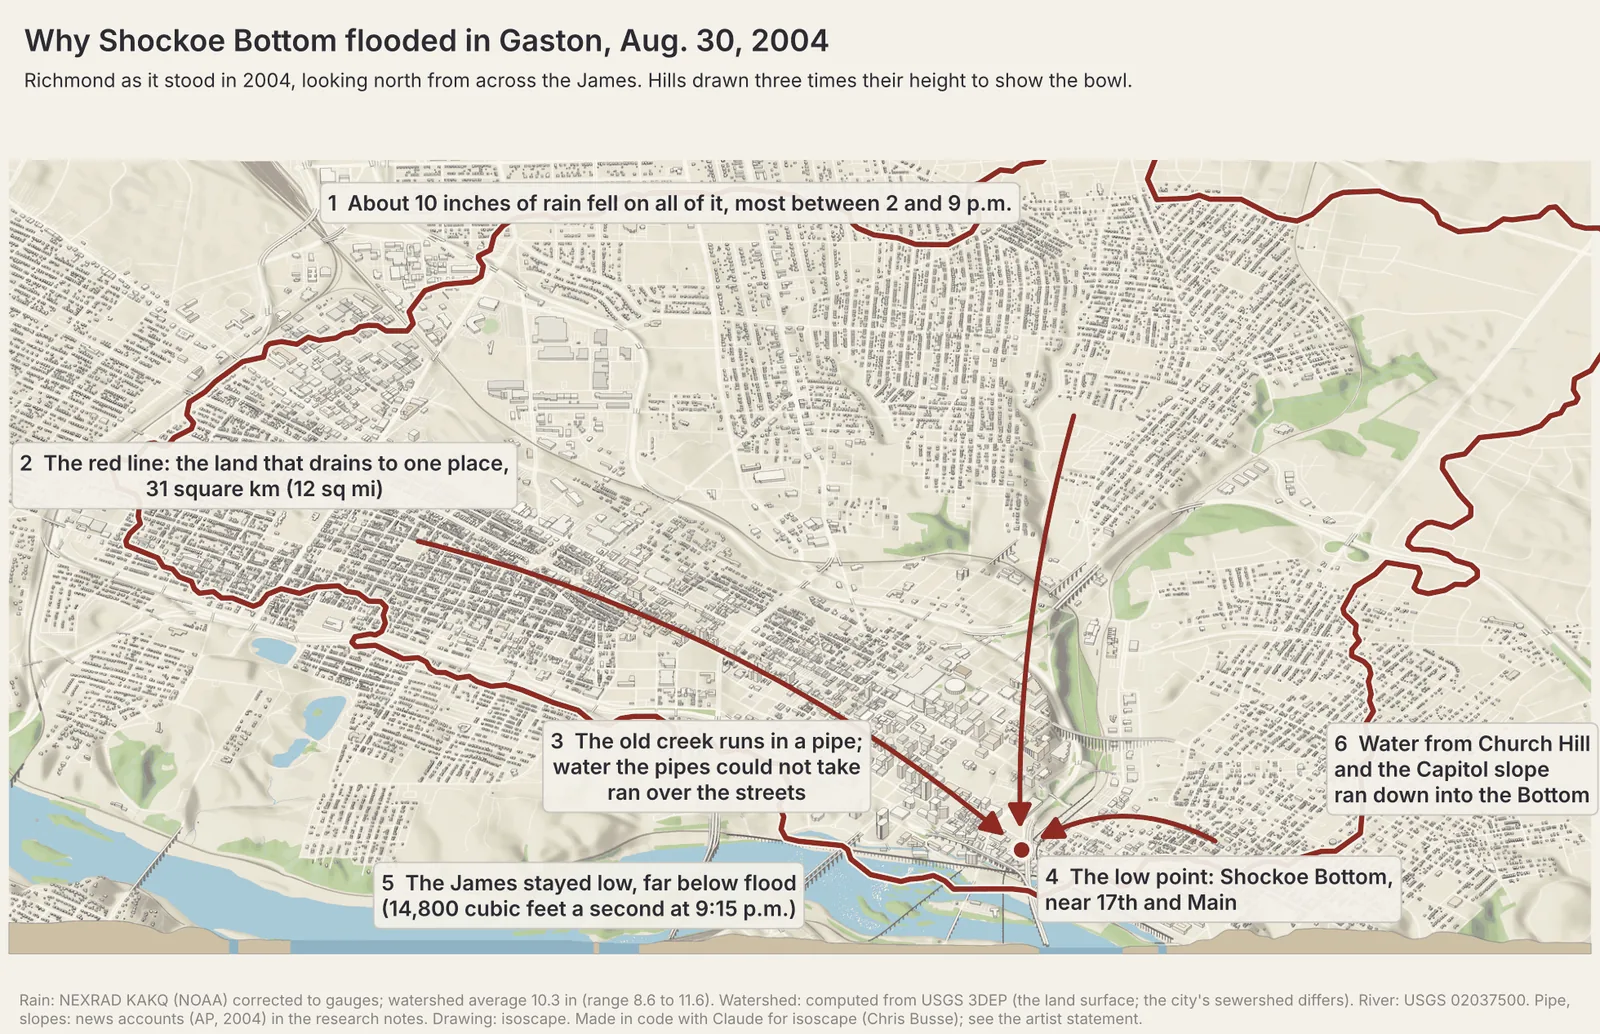 Why Shockoe Bottom flooded in Gaston, Aug. 30, 2004
Richmond as it stood in 2004, looking north from across the James. Hills drawn three times their height to show the bowl.
1 About 10 inches of rain fell on all of it, most between 2 and 9 p.m.
2 The red line: the land that drains to one place,
31 square km (12 sq mi)
3 The old creek runs in a pipe;
water the pipes could not take
ran over the streets
6 Water from Church Hill
and the Capitol slope
ran down into the Bottom
4 The low point: Shockoe Bottom,
near 17th and Main
5 The James stayed low, far below flood
(14,800 cubic feet a second at 9:15 p.m.)
Rain: NEXRAD KAKQ (NOAA) corrected to gauges; watershed average 10.3 in (range 8.6 to 11.6). Watershed: computed from USGS 3DEP (the land surface; the city's sewershed differs). River: USGS 02037500. Pipe,
slopes: news accounts (AP, 2004) in the research notes. Drawing: isoscape. Made in code with Claude for isoscape (Chris Busse); see the artist statement.